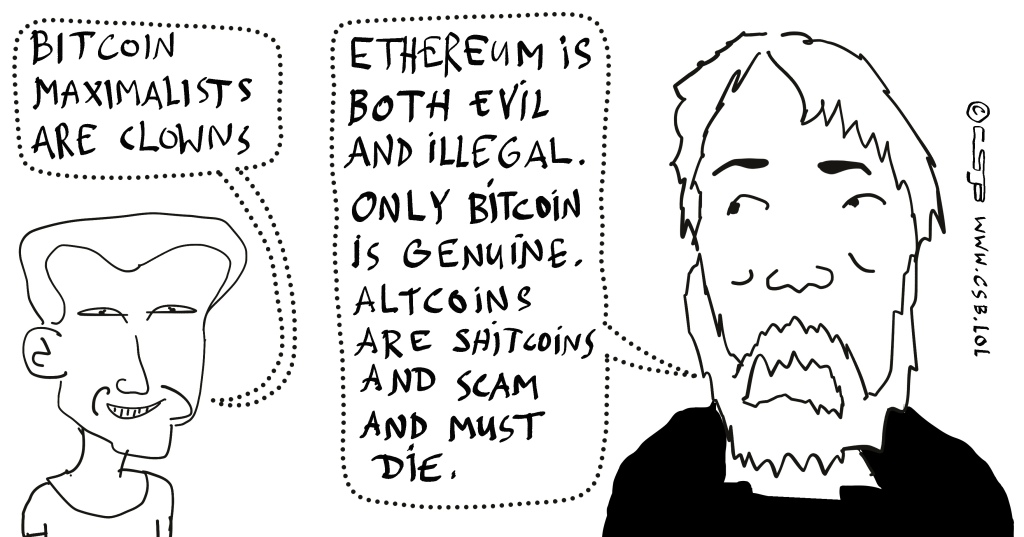 BITCOIN
MAXIMALISTS
ARE CLOWNS
ETHEREUM iS
BOTH EViL
AND iLLEGAL.
ONLY BiTCOiN
iS GENUiNE.
ALTCOiNS
ARE SHiTCOiNS
AND SCAM
AND MUST
DiE.
© CSB WWW.CSB.LOL